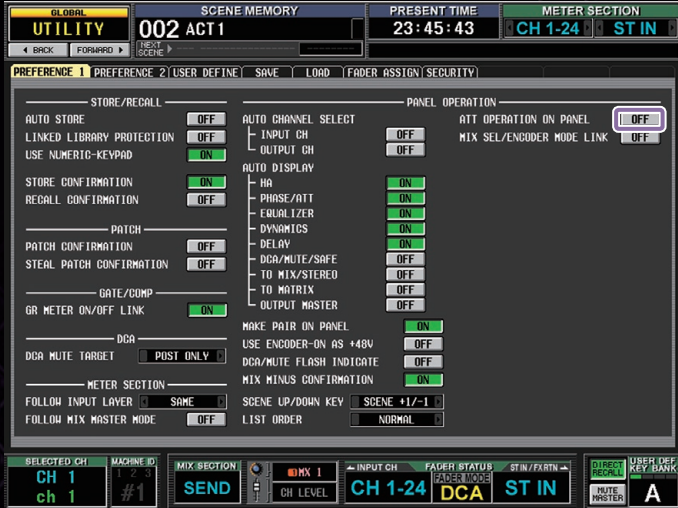 GLOBAL
UTILITY
BACK
FORWARD
SCENE MEMORY
002 ACT1
NEXT SCENE
PRESENT TIME
23:45:43
METER SECTION
CH 1-24
ST IN
PREFERENCE 1
PREFERENCE 2
USER DEFINE
SAVE
LOAD
FADER ASSIGN
SECURITY
STORE/RECALL
AUTO STORE OFF
LINKED LIBRARY PROTECTION OFF
USE NUMERIC-KEYPAD ON
STORE CONFIRMATION ON
RECALL CONFIRMATION OFF
PATCH
PATCH CONFIRMATION OFF
STEAL PATCH CONFIRMATION OFF
GATE/COMP
GR METER ON/OFF LINK ON
DCA
DCA MUTE TARGET POST ONLY
METER SECTION
FOLLOW INPUT LAYER SAME
FOLLOW MIX MASTER MODE OFF
PANEL OPERATION
AUTO CHANNEL SELECT
INPUT CH OFF
OUTPUT CH OFF
AUTO DISPLAY
HA ON
PHASE/ATT ON
EQUALIZER ON
DYNAMICS ON
DELAY ON
DCA/MUTE/SAFE OFF
TO MIX/STEREO OFF
TO MATRIX OFF
OUTPUT MASTER OFF
MAKE PAIR ON PANEL ON
USE ENCODER-ON AS +48V OFF
DCA/MUTE FLASH INDICATE OFF
MIX MINUS CONFIRMATION ON
SCENE UP/DOWN KEY SCENE +1/-1
LIST ORDER NORMAL
ATT OPERATION ON PANEL OFF
MIX SEL/ENCODER MODE LINK OFF
SELECTED CH
CH 1
ch 1
MACHINE ID
1 2 3
#1
MIX SECTION
SEND
MX 1
CH LEVEL
INPUT CH
CH 1-24
FADER STATUS
FADER MODE
DCA
ST IN/FX RTN
ST IN
DIRECT RECALL
MUTE MASTER
USER DEF KEY BANK
A